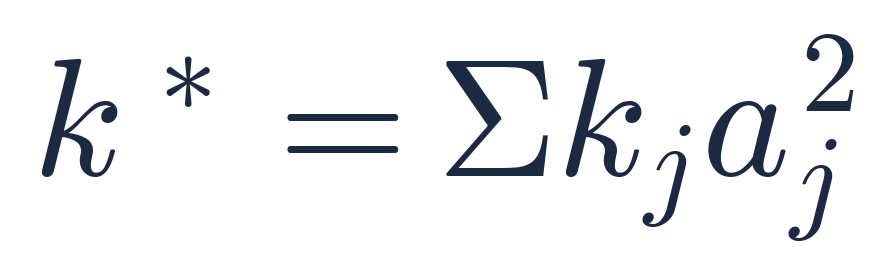 k * = Σk_j a_j^2